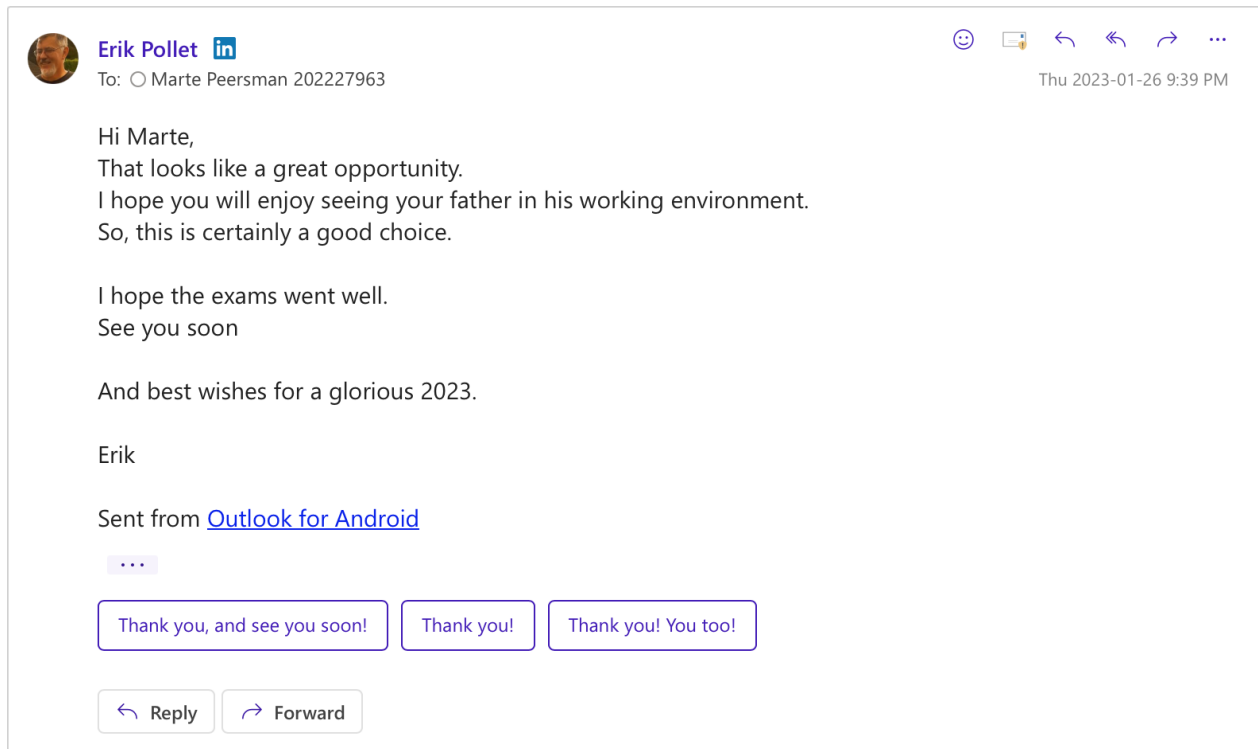 Erik Pollet in
To: Marte Peersman 202227963
Thu 2023-01-26 9:39 PM
Hi Marte,
That looks like a great opportunity.
I hope you will enjoy seeing your father in his working environment.
So, this is certainly a good choice.
I hope the exams went well.
See you soon
And best wishes for a glorious 2023.
Erik
Sent from Outlook for Android
Thank you, and see you soon! Thank you! Thank you! You too!
Reply Forward